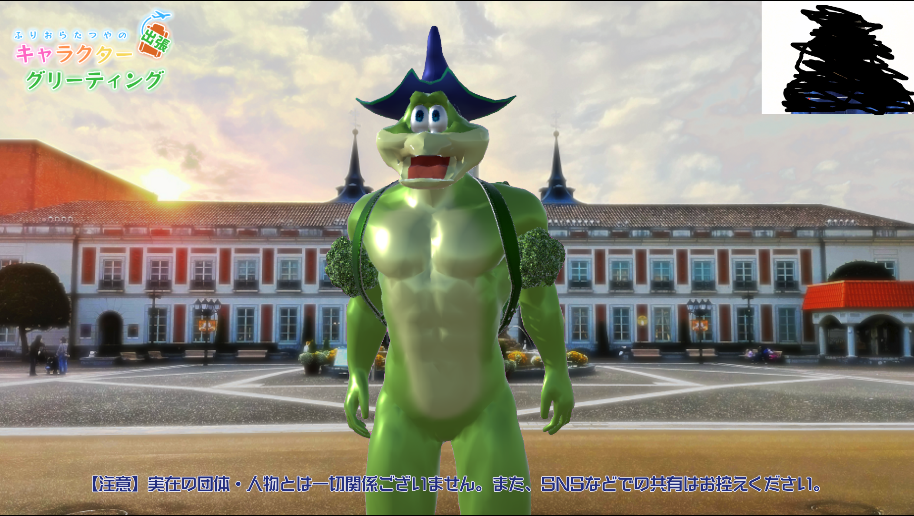 ふりおらたつやの
キャラクター
出張
グリーティング
【注意】実在の団体・人物とは一切関係ございません。また、SNSなどでの共有はお控えください。